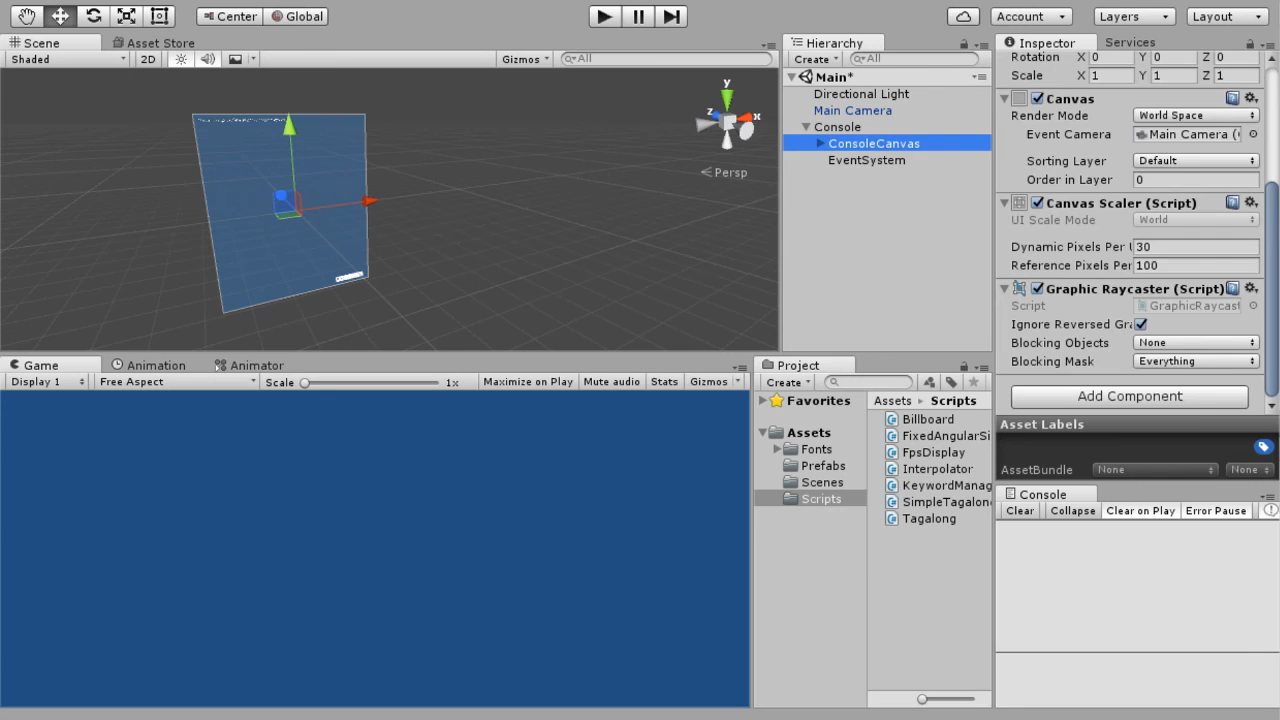 Center Global Account Layers Layout
Scene Asset Store
Shaded 2D Gizmos All
y
z x
Persp
Hierarchy
Create All
Main*
Directional Light
Main Camera
Console
ConsoleCanvas
EventSystem
Inspector Services
Rotation X 0 Y 0 Z 0
Scale X 1 Y 1 Z 1
Canvas
Render Mode World Space
Event Camera Main Camera (
Sorting Layer Default
Order in Layer 0
Canvas Scaler (Script)
UI Scale Mode World
Dynamic Pixels Per U 30
Reference Pixels Per 100
Graphic Raycaster (Script)
Script GraphicRaycast
Ignore Reversed Gra
Blocking Objects None
Blocking Mask Everything
Add Component
Asset Labels
AssetBundle None None
Game Animation Animator
Display 1 Free Aspect Scale 1x Maximize on Play Mute audio Stats Gizmos
Project
Create
Favorites
Assets
Fonts
Prefabs
Scenes
Scripts
Assets Scripts
Billboard
FixedAngularSi
FpsDisplay
Interpolator
KeywordManag
SimpleTagalong
Tagalong
Console
Clear Collapse Clear on Play Error Pause